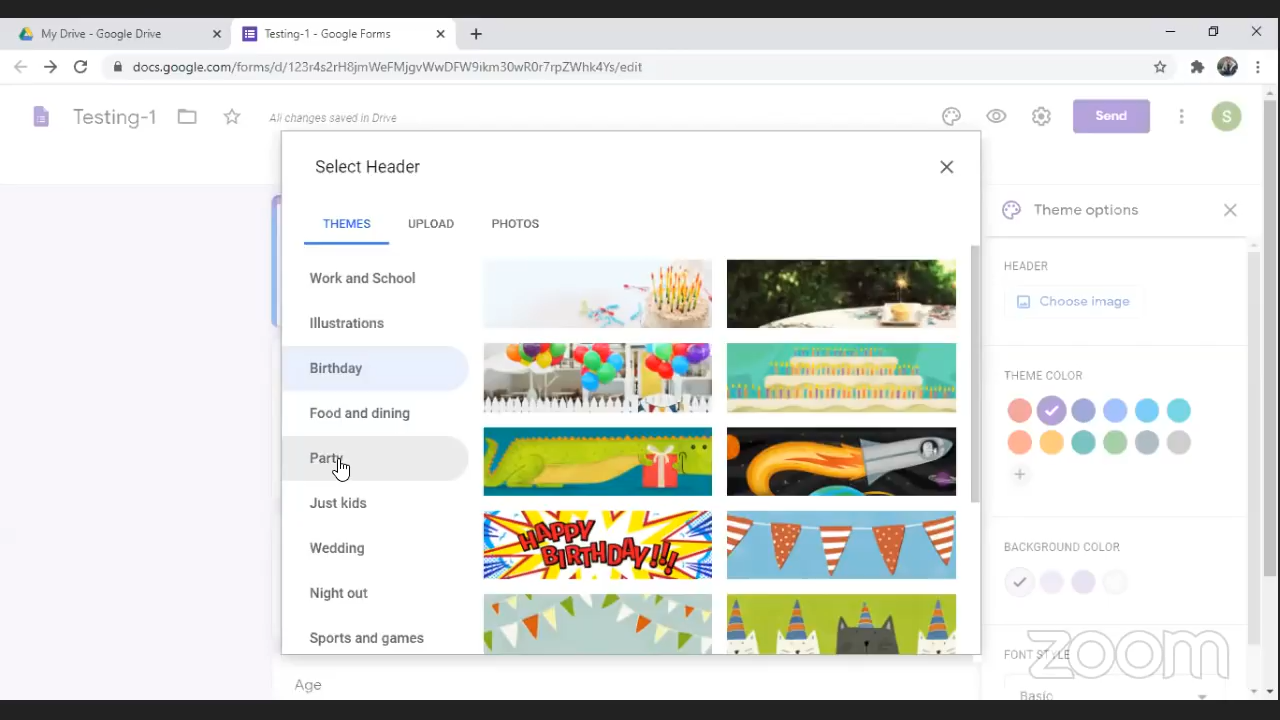 My Drive - Google Drive
Testing-1 - Google Forms
docs.google.com/forms/d/123r4s2rH8jmWeFMjgvWwDFW9ikm30wR0r7rpZWhk4Ys/edit
Testing-1
All changes saved in Drive
Send
S
Select Header
THEMES
UPLOAD
PHOTOS
Work and School
Illustrations
Birthday
Food and dining
Party
Just kids
Wedding
Night out
Sports and games
HAPPY
BIRTHDAY!!!
Theme options
HEADER
Choose image
THEME COLOR
BACKGROUND COLOR
FONT STYLE
Basic
Age
zoom